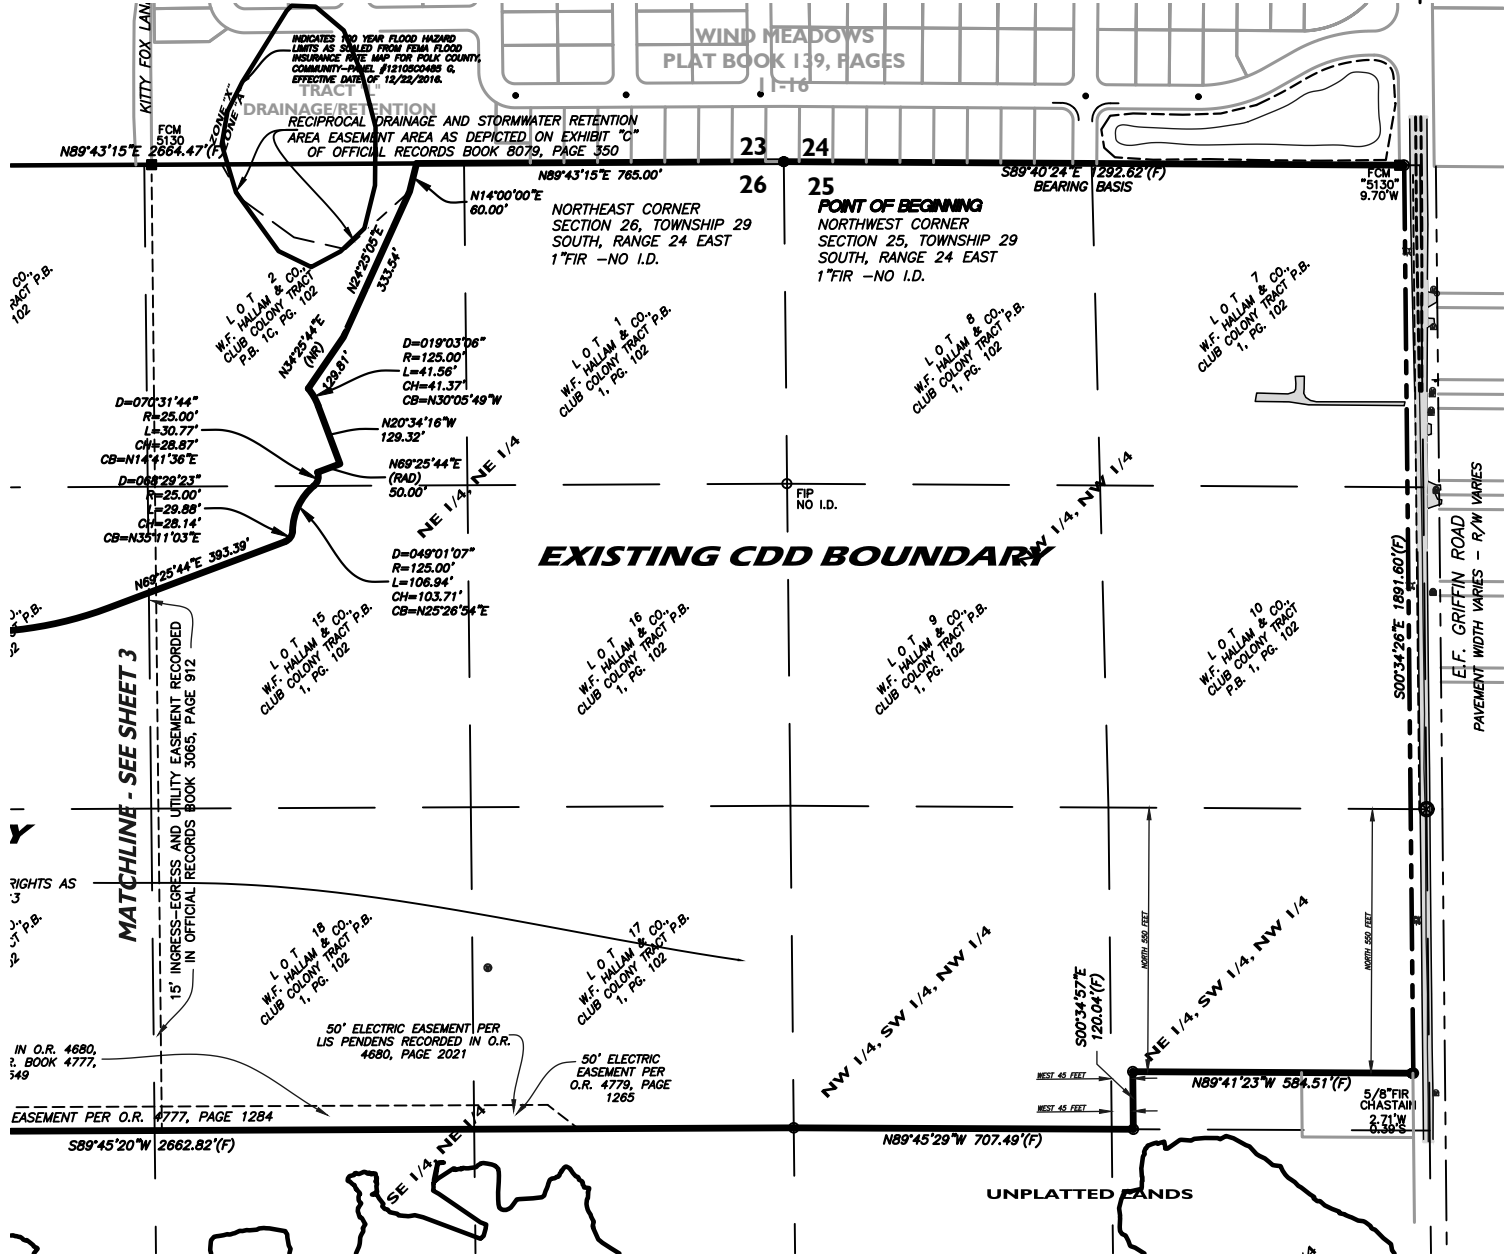 WIND MEADOWS
PLAT BOOK 139, PAGES
11-16
KITTY FOX LAN
INDICATES 100 YEAR FLOOD HAZARD
LIMITS AS SCALED FROM FEMA FLOOD
INSURANCE RATE MAP FOR POLK COUNTY,
COMMUNITY-PANEL #12105C0485 G,
EFFECTIVE DATE OF 12/22/2016.
TRACT "L"
DRAINAGE/RETENTION
ZONE "X"
ZONE "A"
RECIPROCAL DRAINAGE AND STORMWATER RETENTION
AREA EASEMENT AREA AS DEPICTED ON EXHIBIT "C"
OF OFFICIAL RECORDS BOOK 8079, PAGE 350
FCM
5130
N89°43'15"E 2664.47'(F)
23 24
26 25
N89°43'15"E 765.00'
S89°40'24"E 1292.62'(F)
BEARING BASIS
FCM
"5130"
9.70'W
N14°00'00"E
60.00'
NORTHEAST CORNER
SECTION 26, TOWNSHIP 29
SOUTH, RANGE 24 EAST
1"FIR -NO I.D.
POINT OF BEGINNING
NORTHWEST CORNER
SECTION 25, TOWNSHIP 29
SOUTH, RANGE 24 EAST
1"FIR -NO I.D.
CO.,
RACT P.B.
102
L O T 2
W.F. HALLAM & CO.,
CLUB COLONY TRACT
P.B. 1C, PG. 102
N24°25'05"E
333.54'
N34°25'44"E
(NR)
129.81'
L O T 1
W.F. HALLAM & CO.,
CLUB COLONY TRACT P.B.
1, PG. 102
L O T 8
W.F. HALLAM & CO.,
CLUB COLONY TRACT P.B.
1, PG. 102
L O T 7
W.F. HALLAM & CO.,
CLUB COLONY TRACT P.B.
1, PG. 102
D=019°03'06"
R=125.00'
L=41.56'
CH=41.37'
CB=N30°05'49"W
D=070°31'44"
R=25.00'
L=30.77'
CH=28.87'
CB=N14°41'36"E
N20°34'16"W
129.32'
N69°25'44"E
(RAD)
50.00'
D=068°29'23"
R=25.00'
L=29.88'
CH=28.14'
CB=N35°11'03"E
NE 1/4, NE 1/4
FIP
NO I.D.
NW 1/4, NW 1/4
EXISTING CDD BOUNDARY
D=049°01'07"
R=125.00'
L=106.94'
CH=103.71'
CB=N25°26'54"E
N69°25'44"E 393.39'
S00°34'26"E 1891.60'(F)
E.F. GRIFFIN ROAD
PAVEMENT WIDTH VARIES - R/W VARIES
P.B.
L O T 15
W.F. HALLAM & CO.,
CLUB COLONY TRACT P.B.
1, PG. 102
L O T 16
W.F. HALLAM & CO.,
CLUB COLONY TRACT P.B.
1, PG. 102
L O T 9
W.F. HALLAM & CO.,
CLUB COLONY TRACT P.B.
1, PG. 102
L O T 10
W.F. HALLAM & CO.,
CLUB COLONY TRACT
P.B. 1, PG. 102
MATCHLINE - SEE SHEET 3
15' INGRESS-EGRESS AND UTILITY EASEMENT RECORDED
IN OFFICIAL RECORDS BOOK 3065, PAGE 912
Y
RIGHTS AS
P.B.
L O T 18
W.F. HALLAM & CO.,
CLUB COLONY TRACT P.B.
1, PG. 102
L O T 17
W.F. HALLAM & CO.,
CLUB COLONY TRACT P.B.
1, PG. 102
NORTH 550 FEET
NORTH 550 FEET
NW 1/4, SW 1/4, NW 1/4
NE 1/4, SW 1/4, NW 1/4
S00°34'57"E
120.04'(F)
50' ELECTRIC EASEMENT PER
LIS PENDENS RECORDED IN O.R.
4680, PAGE 2021
50' ELECTRIC
EASEMENT PER
O.R. 4779, PAGE
1265
IN O.R. 4680,
BOOK 4777,
549
WEST 45 FEET
WEST 45 FEET
N89°41'23"W 584.51'(F)
5/8"FIR
CHASTAIN
2.71'W
0.39'S
EASEMENT PER O.R. 4777, PAGE 1284
S89°45'20"W 2662.82'(F)
N89°45'29"W 707.49'(F)
SE 1/4, NE 1/4
UNPLATTED LANDS